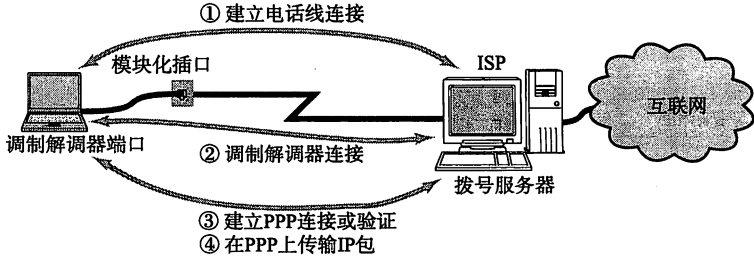 ① 建立电话线连接
模块化插口
ISP
互联网
调制解调器端口
② 调制解调器连接
拨号服务器
③ 建立PPP连接或验证
④ 在PPP上传输IP包